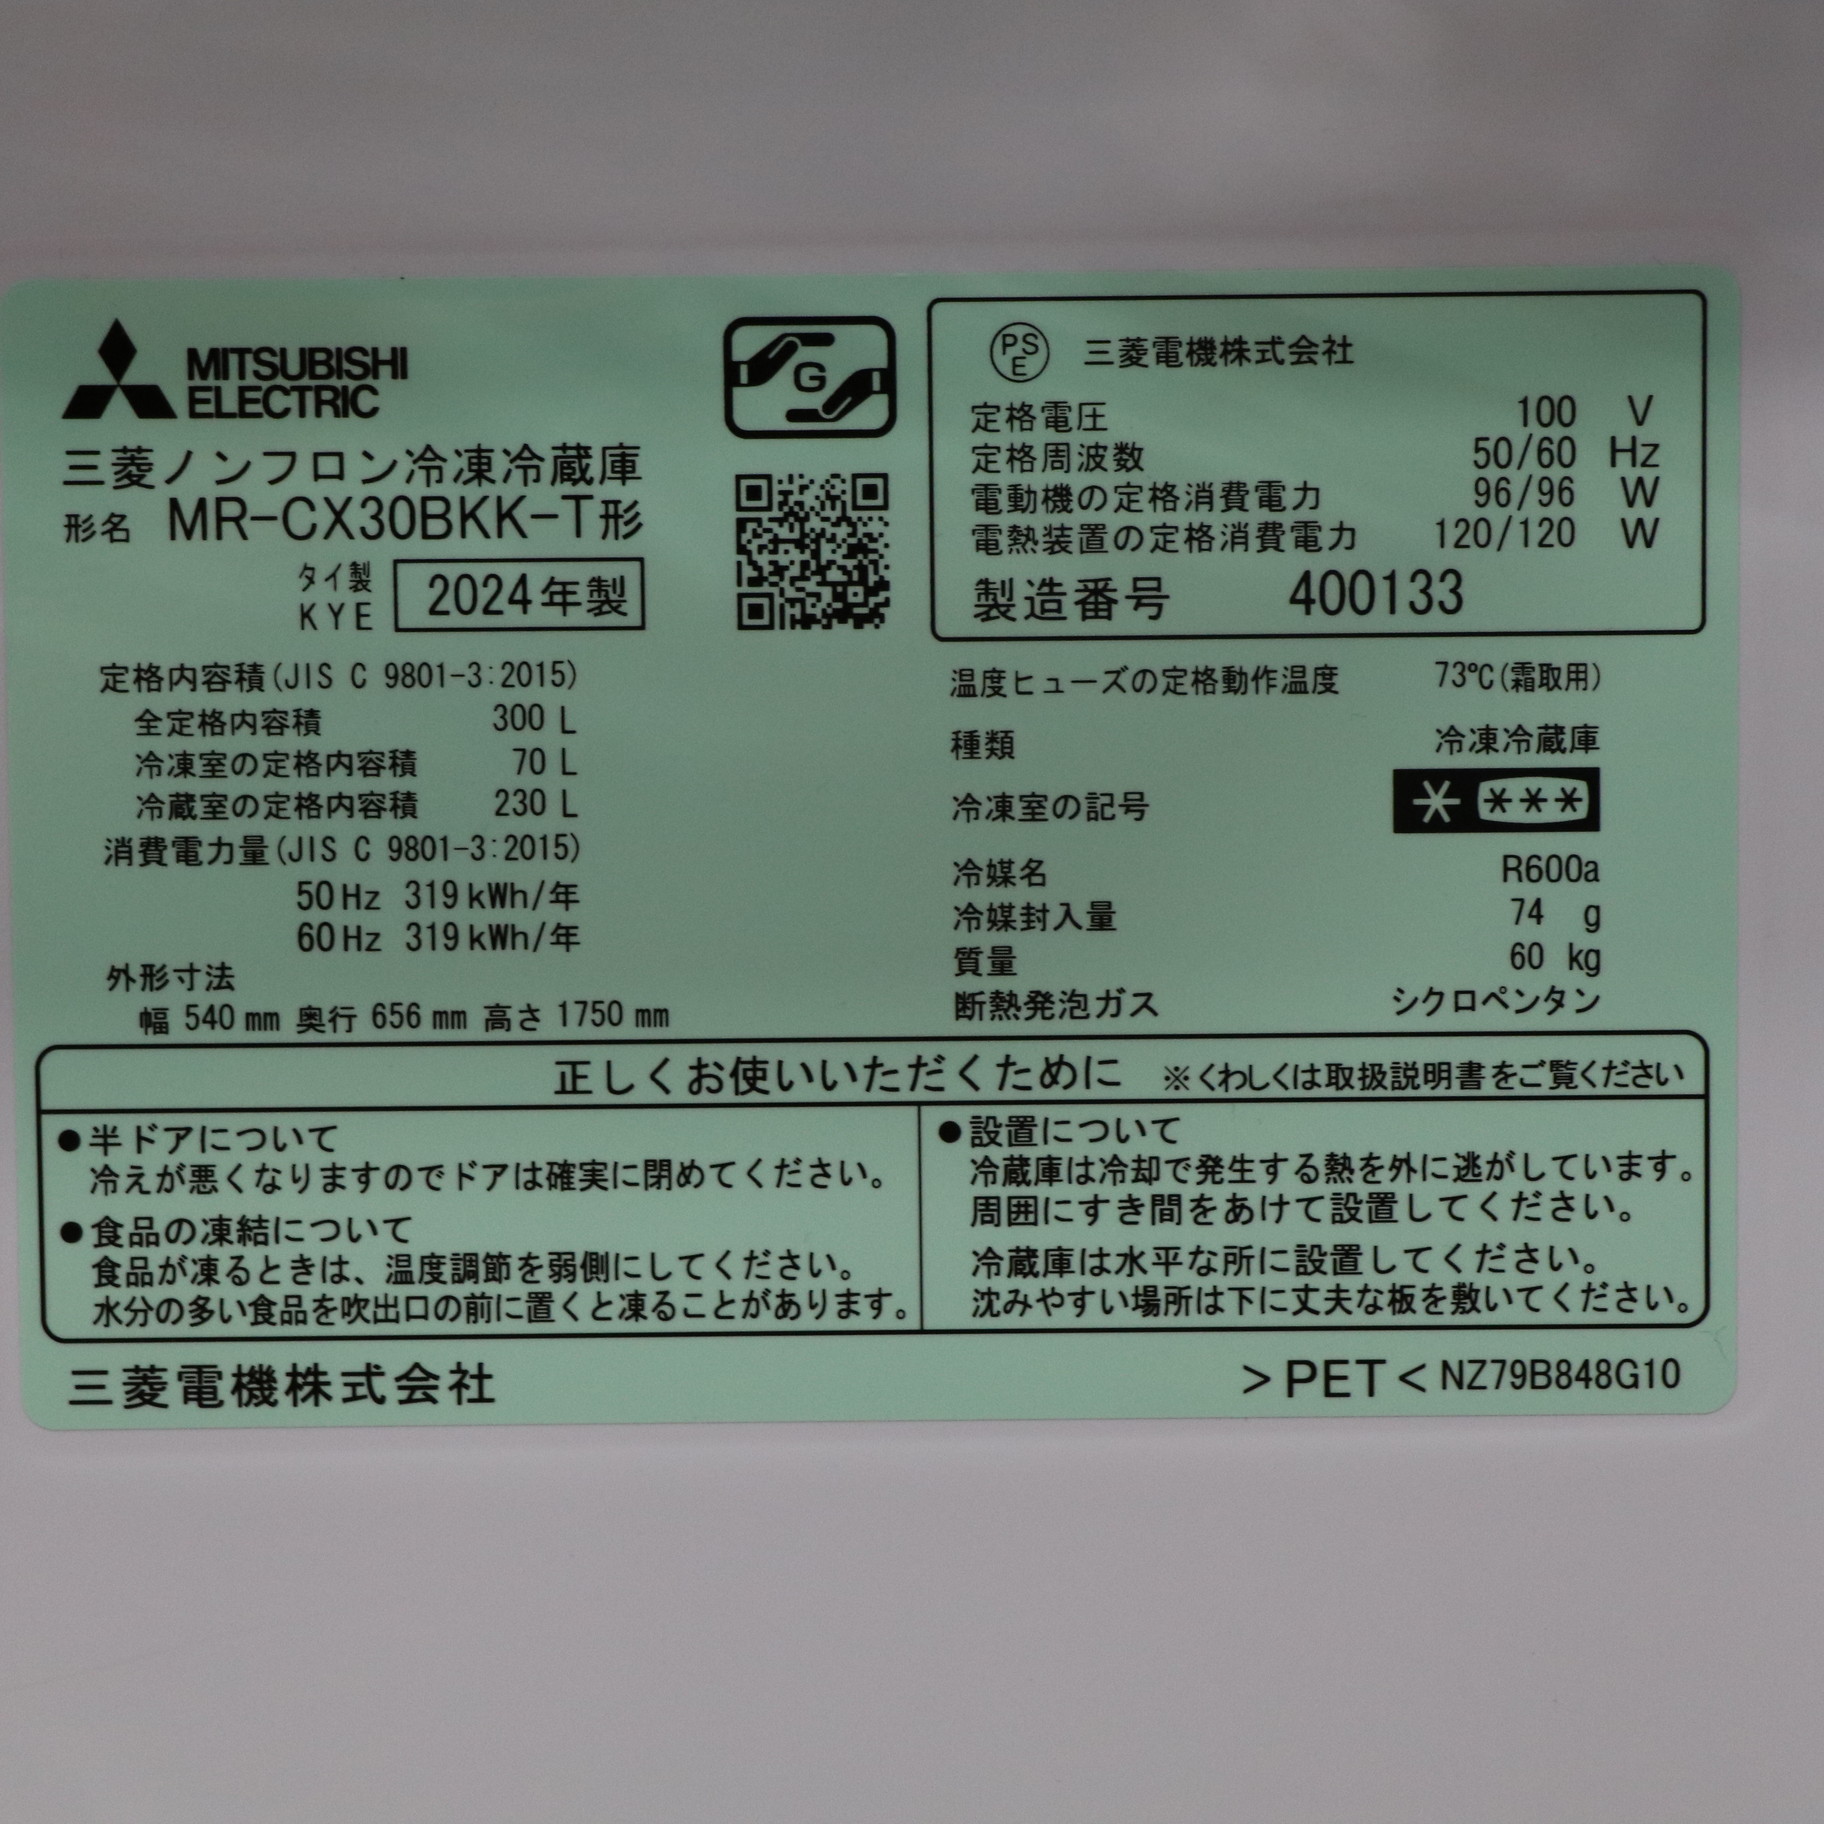 MITSUBISHI
ELECTRIC
三菱ノンフロン冷凍冷蔵庫
形名 MR-CX30BKK-T形
タイ製
KYE
2024年製
G
定格内容積(JIS C 9801-3:2015)
全定格内容積 300 L
冷凍室の定格内容積 70 L
冷蔵室の定格内容積 230 L
消費電力量(JIS C 9801-3:2015)
50Hz 319kWh/年
60Hz 319kWh/年
外形寸法
幅 540mm 奥行 656mm 高さ 1750mm
PSE 三菱電機株式会社
定格電圧 100 V
定格周波数 50/60 Hz
電動機の定格消費電力 96/96 W
電熱装置の定格消費電力 120/120 W
製造番号 400133
温度ヒューズの定格動作温度 73℃(霜取用)
種類 冷凍冷蔵庫
冷凍室の記号 * ***
冷媒名 R600a
冷媒封入量 74 g
質量 60 kg
断熱発泡ガス シクロペンタン
正しくお使いいただくために ※くわしくは取扱説明書をご覧ください
●半ドアについて
冷えが悪くなりますのでドアは確実に閉めてください。
●食品の凍結について
食品が凍るときは、温度調節を弱側にしてください。
水分の多い食品を吹出口の前に置くと凍ることがあります。
●設置について
冷蔵庫は冷却で発生する熱を外に逃がしています。
周囲にすき間をあけて設置してください。
冷蔵庫は水平な所に設置してください。
沈みやすい場所は下に丈夫な板を敷いてください。
三菱電機株式会社
>PET< NZ79B848G10